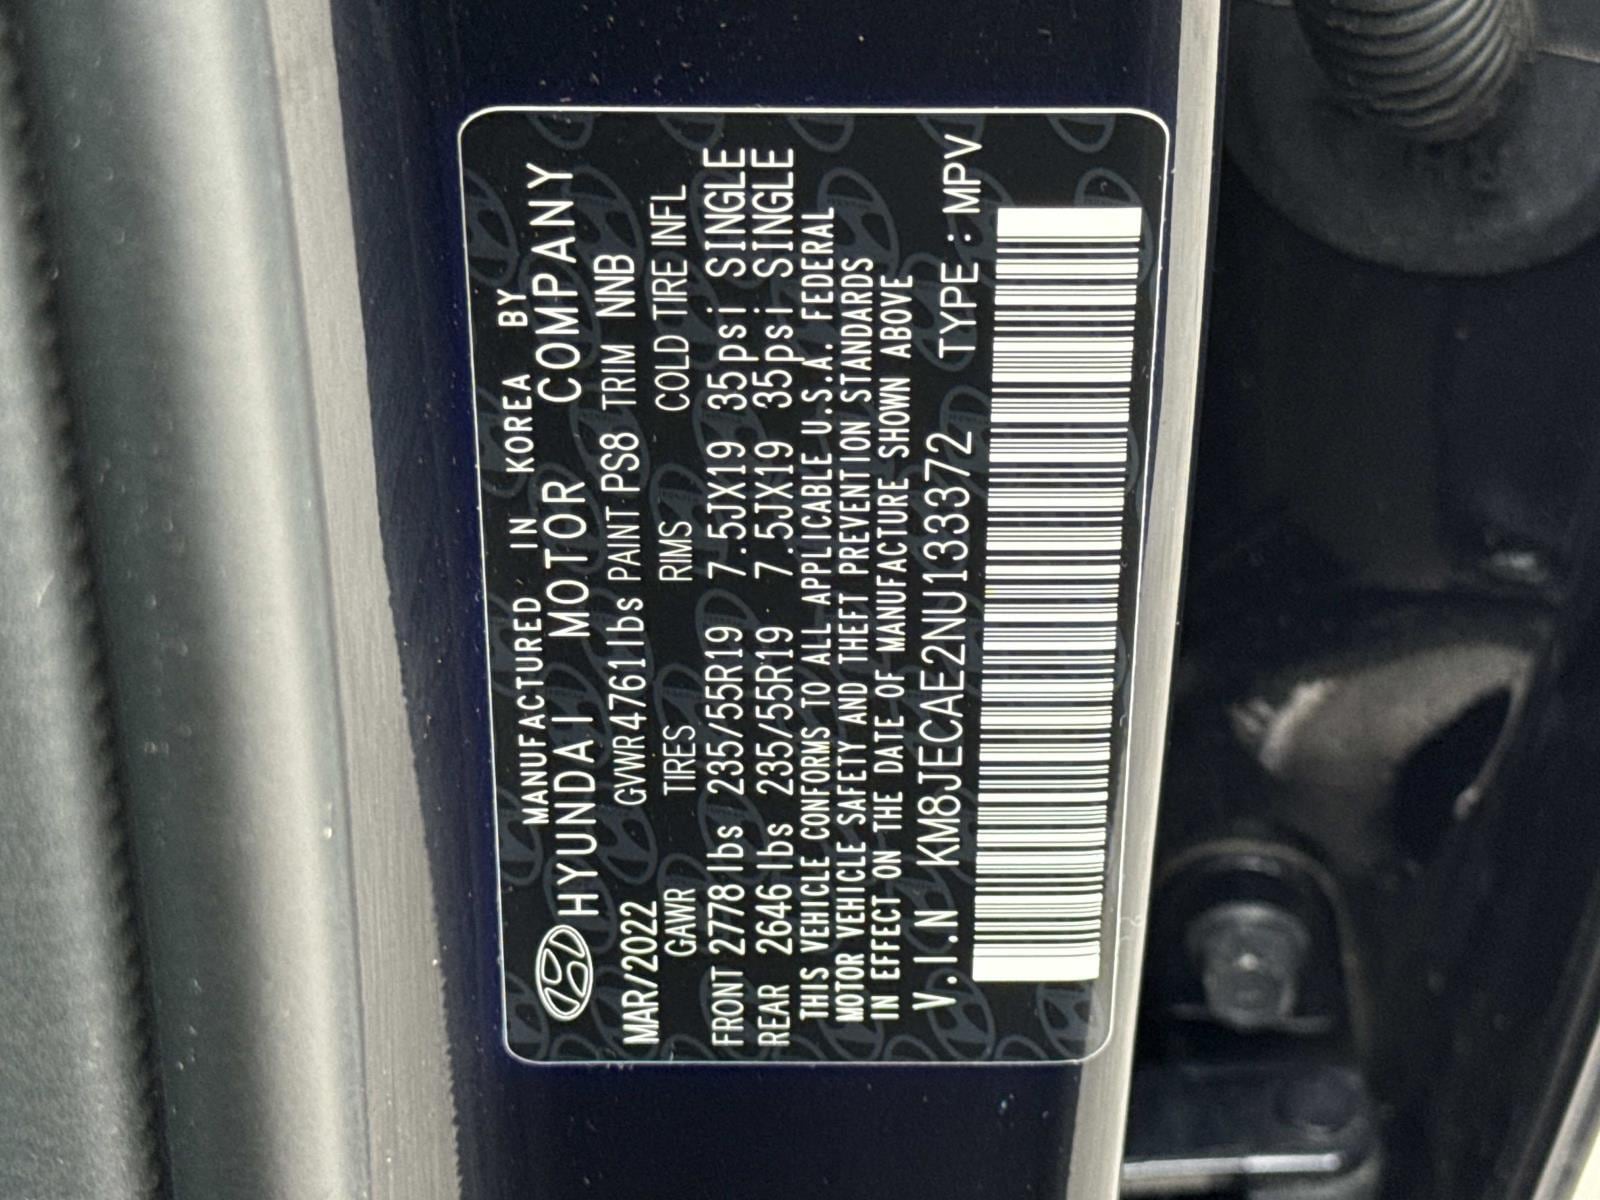 MANUFACTURED IN KOREA BY
HYUNDAI MOTOR COMPANY
MAR/2022 GVWR4761lbs PAINT PS8 TRIM NNB
GAWR TIRES RIMS COLD TIRE INFL
FRONT 2778lbs 235/55R19 7.5JX19 35psi SINGLE
REAR 2646lbs 235/55R19 7.5JX19 35psi SINGLE
THIS VEHICLE CONFORMS TO ALL APPLICABLE U.S.A. FEDERAL
MOTOR VEHICLE SAFETY AND THEFT PREVENTION STANDARDS
IN EFFECT ON THE DATE OF MANUFACTURE SHOWN ABOVE
V.I.N KM8JECAE2NU133372 TYPE : MPV